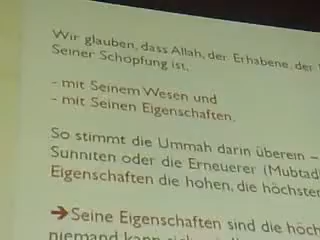 Wir glauben, dass Allah, der Erhabene, der
Seiner Schöpfung ist,
- mit Seinem Wesen und
- mit Seinen Eigenschaften.
So stimmt die Ummah darin überein –
Sunniten oder die Erneuerer (Mubtad
Eigenschaften die hohen, die höchsten
➔Seine Eigenschaften sind die höch
niemand kann